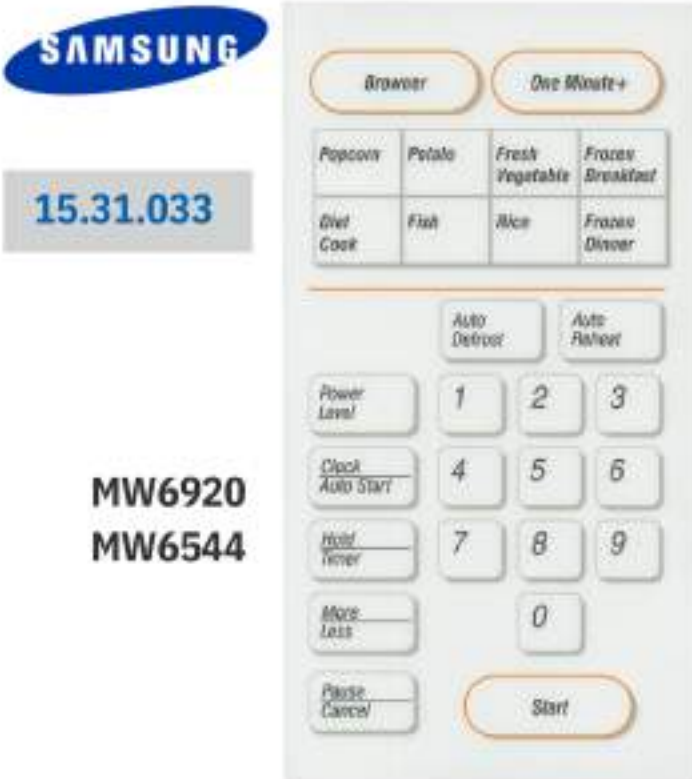 SAMSUNG
15.31.033
MW6920
MW6544
Browner
One Minute+
Popcorn
Potato
Fresh
Vegetable
Frozen
Breakfast
Diet
Cook
Fish
Rice
Frozen
Dinner
Auto
Defrost
Auto
Reheat
Power
Level
1
2
3
Clock
Auto Start
4
5
6
Hold
Timer
7
8
9
More
Less
0
Pause
Cancel
Start